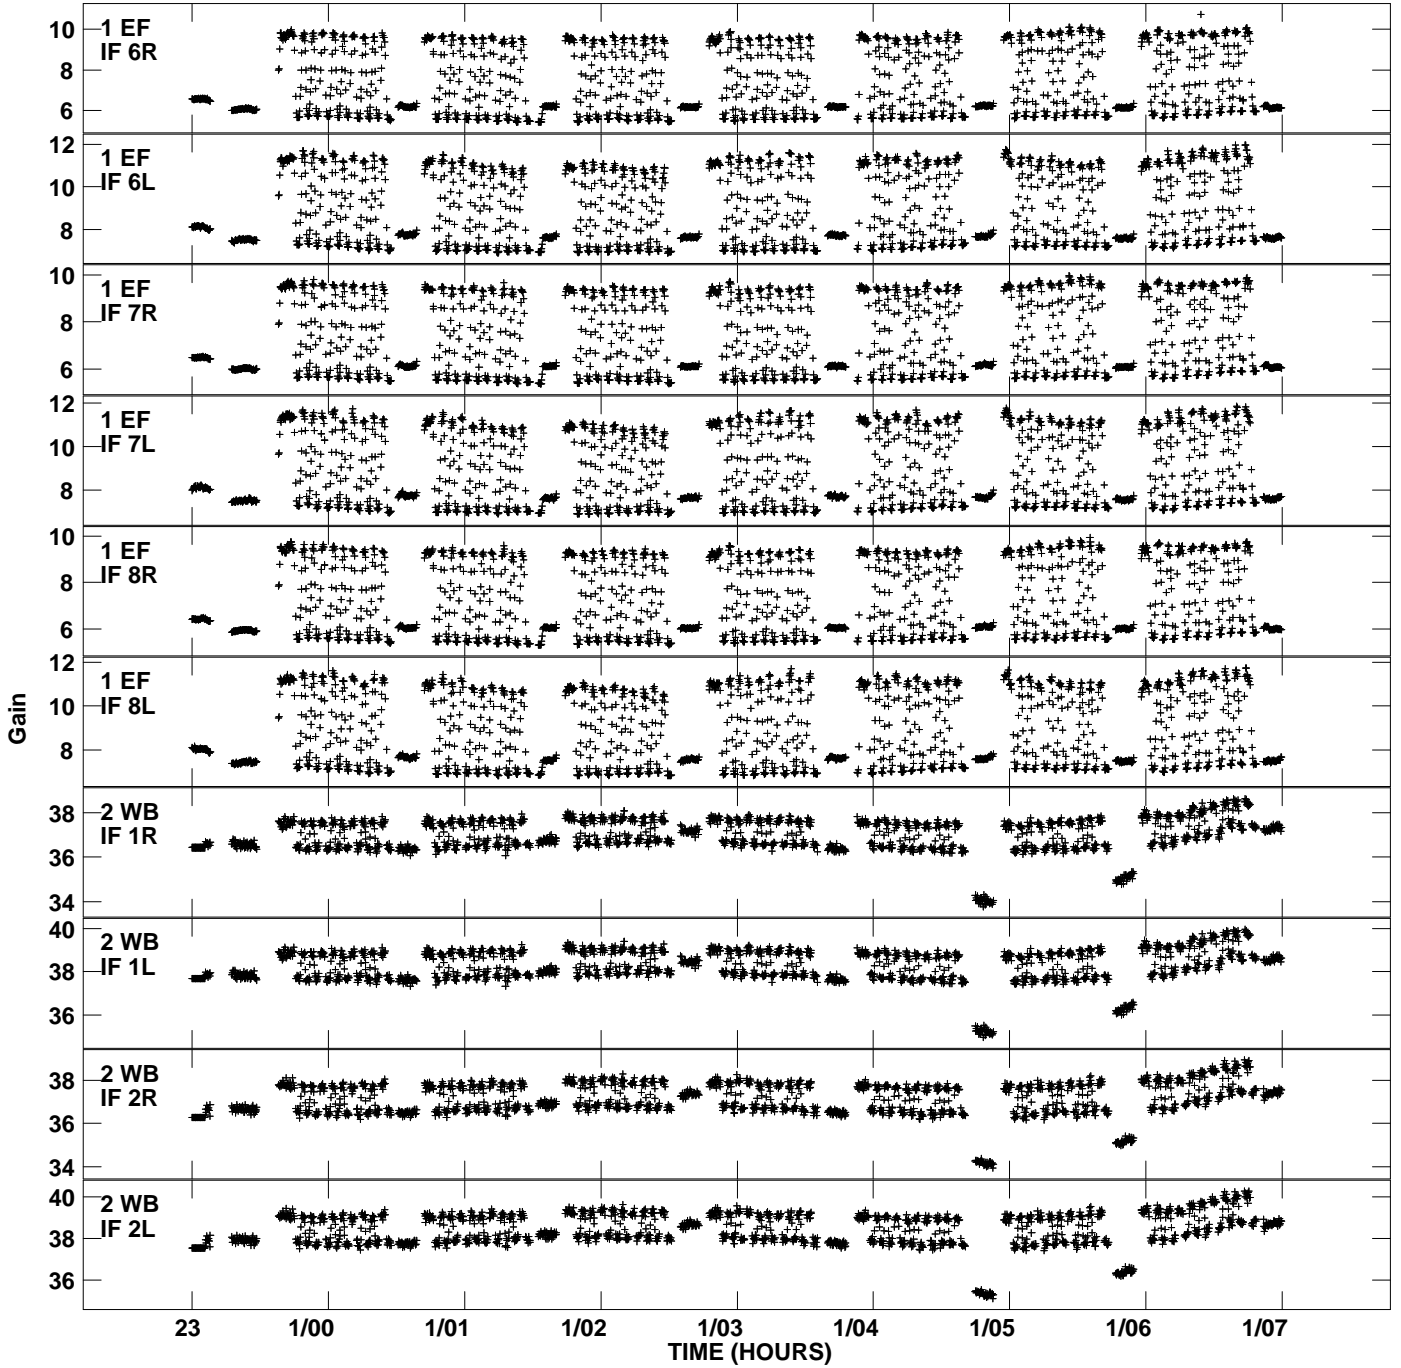 10
8
6
1 EF
IF 6R
12
10
8
1 EF
IF 6L
10
8
6
1 EF
IF 7R
12
10
8
1 EF
IF 7L
10
8
6
1 EF
IF 8R
12
10
8
1 EF
IF 8L
38
36
34
2 WB
IF 1R
40
38
36
2 WB
IF 1L
38
36
34
2 WB
IF 2R
40
38
36
2 WB
IF 2L
Gain
23 1/00 1/01 1/02 1/03 1/04 1/05 1/06 1/07
TIME (HOURS)